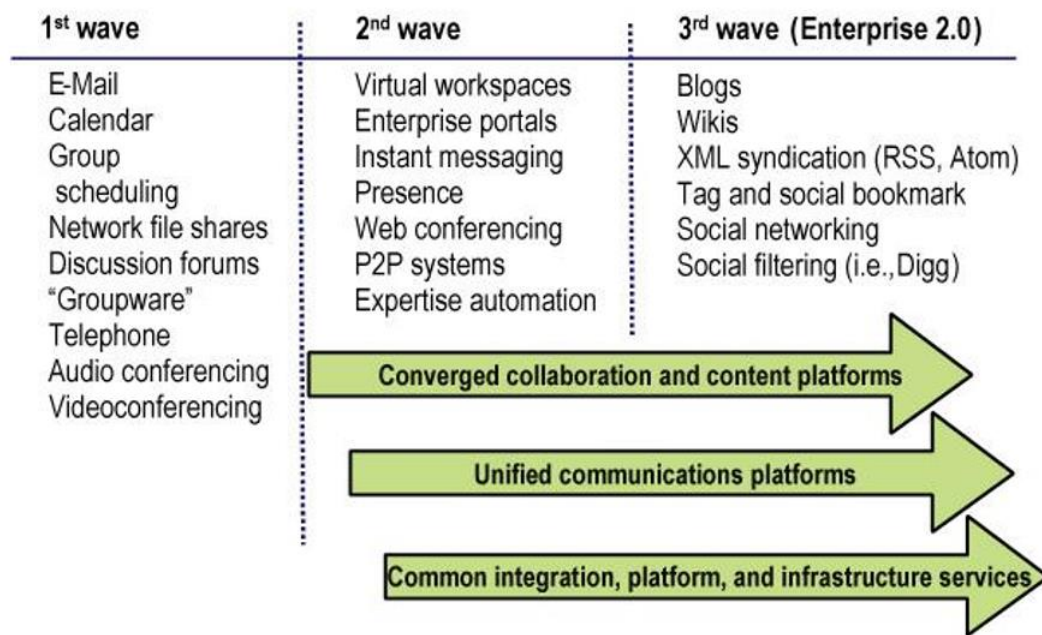 1st wave
E-Mail
Calendar
Group
scheduling
Network file shares
Discussion forums
“Groupware”
Telephone
Audio conferencing
Videoconferencing
2nd wave
Virtual workspaces
Enterprise portals
Instant messaging
Presence
Web conferencing
P2P systems
Expertise automation
3rd wave (Enterprise 2.0)
Blogs
Wikis
XML syndication (RSS, Atom)
Tag and social bookmark
Social networking
Social filtering (i.e.,Digg)
Converged collaboration and content platforms
Unified communications platforms
Common integration, platform, and infrastructure services